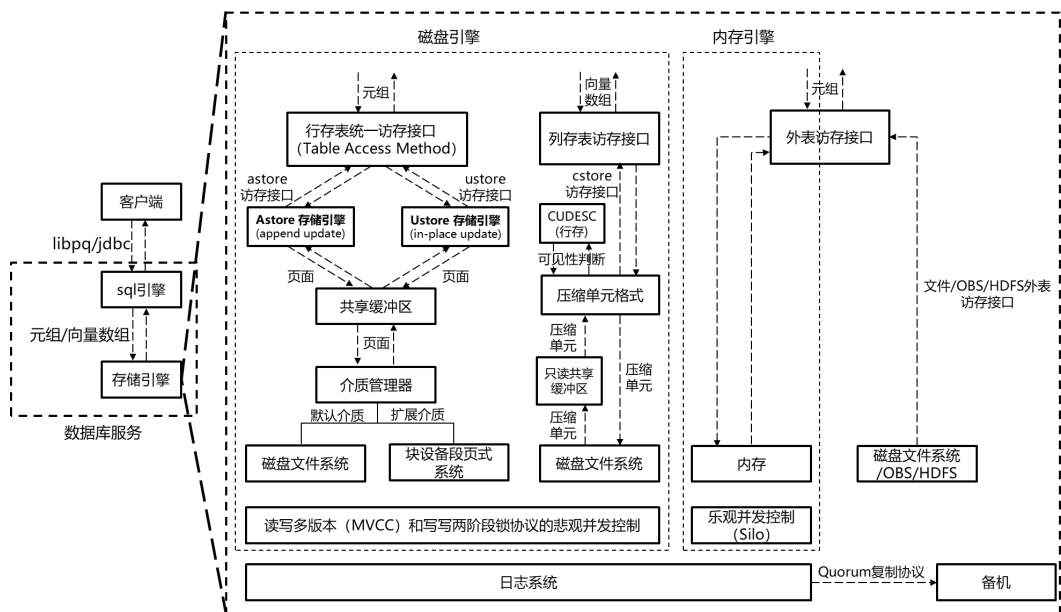 磁盘引擎
内存引擎
元组
向量
数组
元组
行存表统一访存接口
（Table Access Method）
列存表访存接口
外表访存接口
astore
访存接口
ustore
访存接口
cstore
访存接口
客户端
libpq/jdbc
Astore 存储引擎
(append update)
Ustore 存储引擎
(in-place update)
CUDESC
(行存)
可见性判断
页面
页面
sql引擎
共享缓冲区
压缩单元格式
文件/OBS/HDFS外表
访存接口
元组/向量数组
页面
压缩
单元
存储引擎
介质管理器
只读共享
缓冲区
压缩
单元
默认介质
扩展介质
压缩
单元
数据库服务
磁盘文件系统
块设备段页式
系统
磁盘文件系统
内存
磁盘文件系统
/OBS/HDFS
读写多版本（MVCC）和写写两阶段锁协议的悲观并发控制
乐观并发控制
（Silo）
日志系统
Quorum复制协议
备机